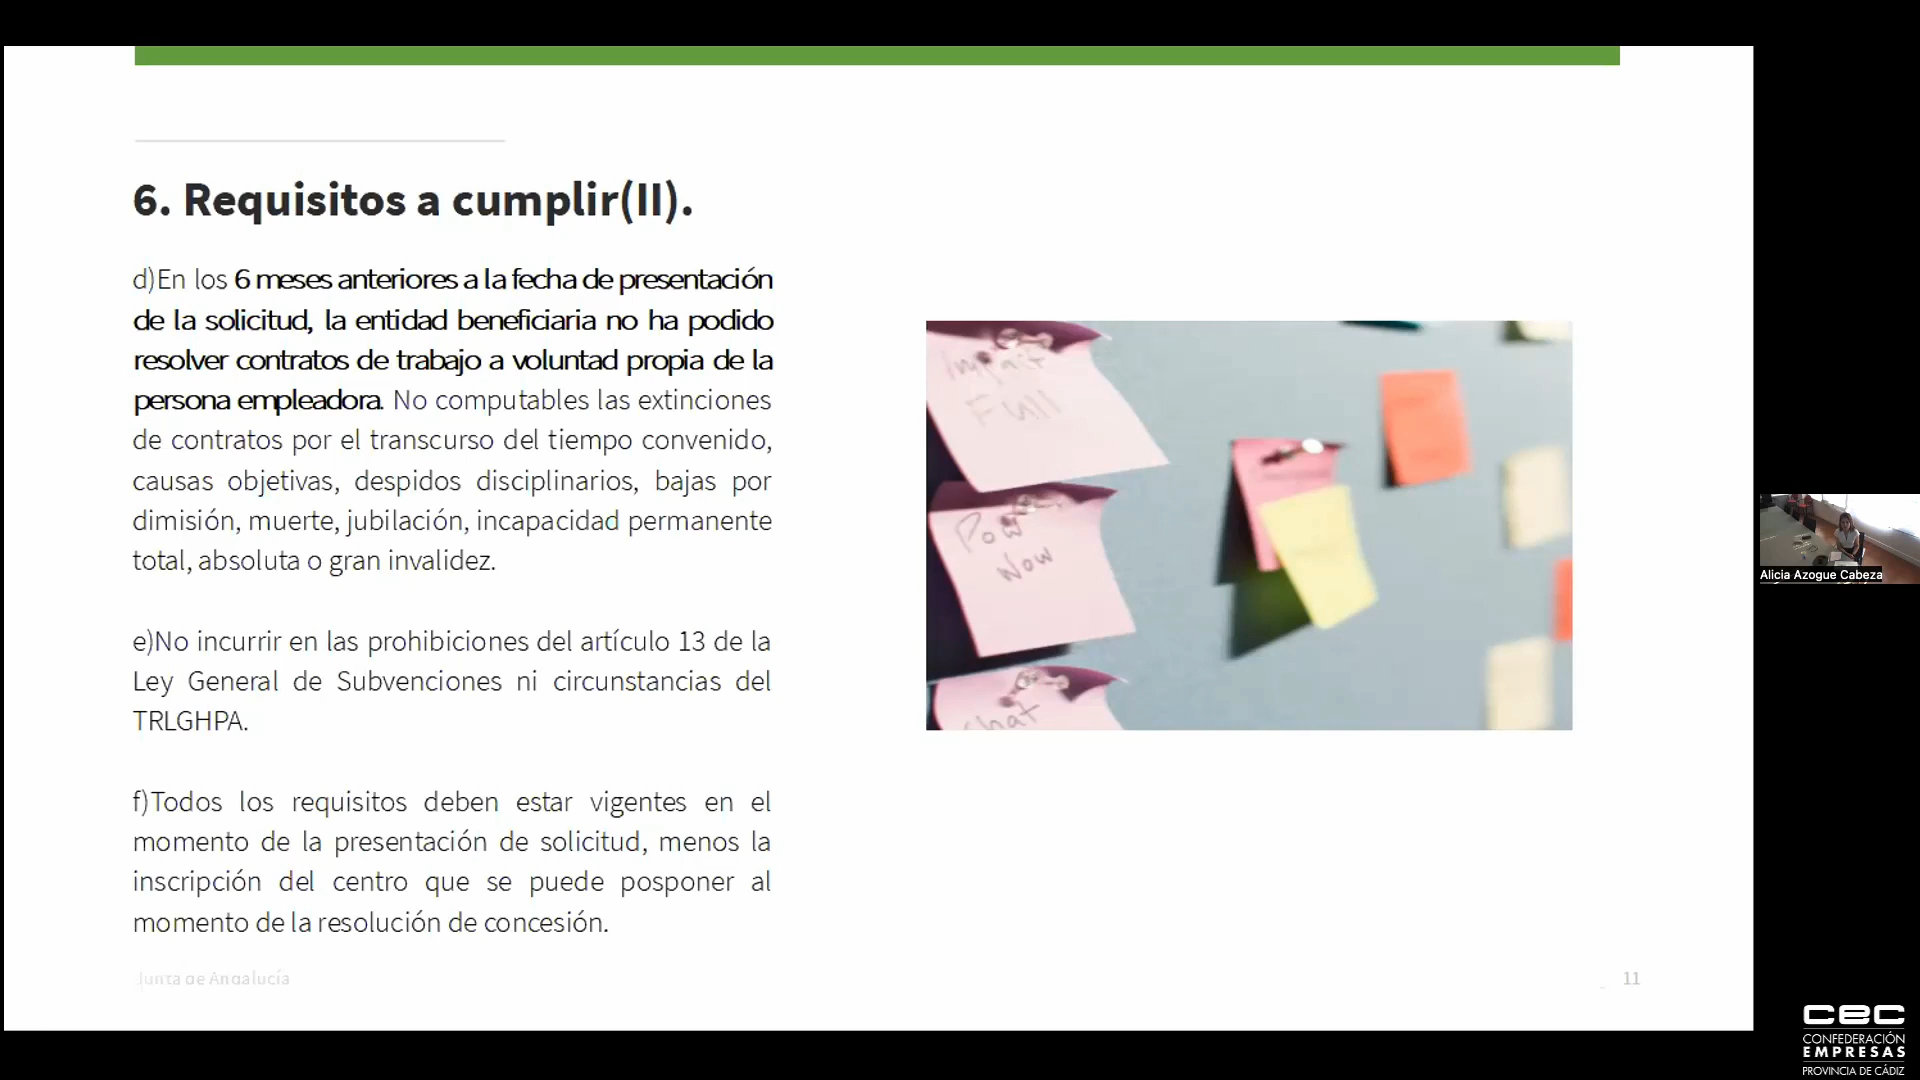 6. Requisitos a cumplir(II).
d)En los 6 meses anteriores a la fecha de presentación
de la solicitud, la entidad beneficiaria no ha podido
resolver contratos de trabajo a voluntad propia de la
persona empleadora. No computables las extinciones
de contratos por el transcurso del tiempo convenido,
causas objetivas, despidos disciplinarios, bajas por
dimisión, muerte, jubilación, incapacidad permanente
total, absoluta o gran invalidez.
e)No incurrir en las prohibiciones del artículo 13 de la
Ley General de Subvenciones ni circunstancias del
TRLGHPA.
f)Todos los requisitos deben estar vigentes en el
momento de la presentación de solicitud, menos la
inscripción del centro que se puede posponer al
momento de la resolución de concesión.
Junta de Andalucía
11
Full
Now
Alicia Azogue Cabeza
cec
CONFEDERACIÓN
EMPRESAS
PROVINCIA DE CÁDIZ